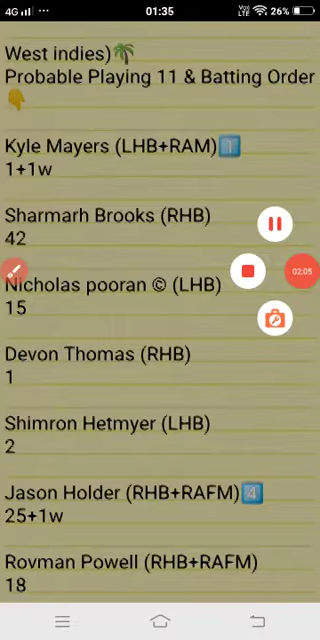 4G 01:35 Vo) LTE 26%
West indies)🌴
Probable Playing 11 & Batting Order
👇
Kyle Mayers (LHB+RAM)1️⃣
1+1w
Sharmarh Brooks (RHB)
42
Nicholas pooran © (LHB)
02:05
15
Devon Thomas (RHB)
1
Shimron Hetmyer (LHB)
2
Jason Holder (RHB+RAFM)4️⃣
25+1w
Rovman Powell (RHB+RAFM)
18